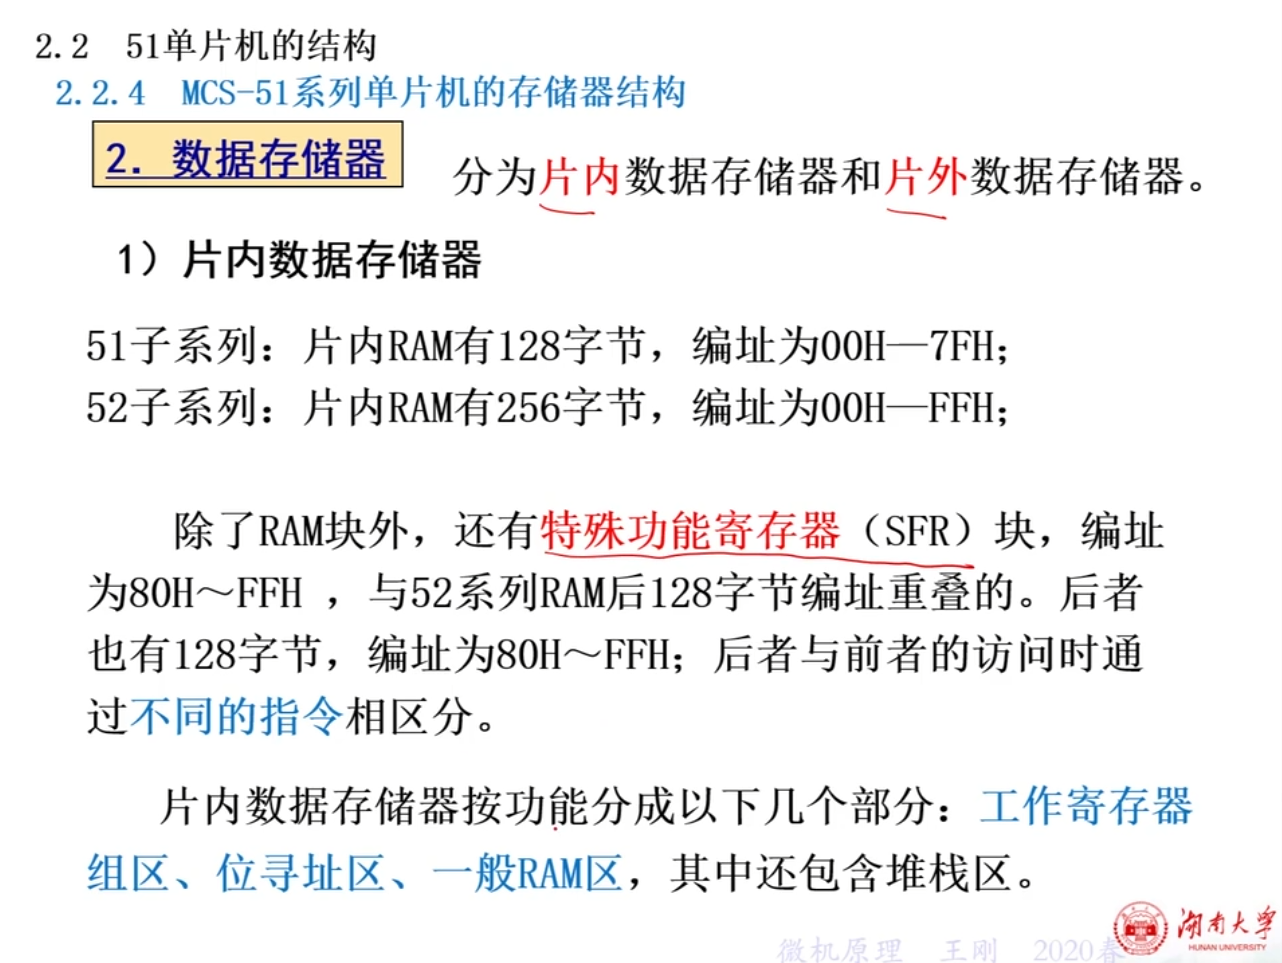 2.2 51单片机的结构
2.2.4 MCS-51系列单片机的存储器结构
2. 数据存储器
分为片内数据存储器和片外数据存储器。
1）片内数据存储器
51子系列：片内RAM有128字节，编址为00H—7FH；
52子系列：片内RAM有256字节，编址为00H—FFH；
除了RAM块外，还有特殊功能寄存器（SFR）块，编址
为80H～FFH ，与52系列RAM后128字节编址重叠的。后者
也有128字节，编址为80H～FFH；后者与前者的访问时通
过不同的指令相区分。
片内数据存储器按功能分成以下几个部分：工作寄存器
组区、位寻址区、一般RAM区，其中还包含堆栈区。
微机原理 王刚 2020春
湖南大学
HUNAN UNIVERSITY